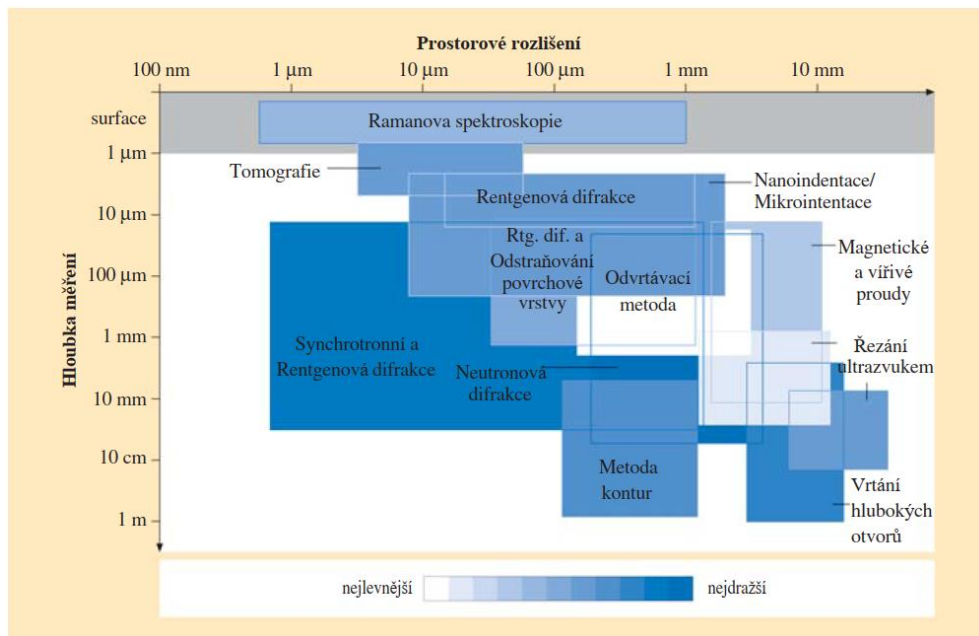 Prostorové rozlišení
100 nm
1 µm
10 µm
100 µm
1 mm
10 mm
Hloubka měření
surface
1 µm
10 µm
100 µm
1 mm
10 mm
10 cm
1 m
Ramanova spektroskopie
Tomografie
Rentgenová difrakce
Nanoindentace/
Mikrointentace
Rtg. dif. a
Odstraňování
povrchové
vrstvy
Odvrtávací
metoda
Magnetické
a vířivé
proudy
Synchrotronní a
Rentgenová difrakce
Neutronová
difrakce
Řezání
ultrazvukem
Metoda
kontur
Vrtání
hlubokých
otvorů
nejlevnější
nejdražší